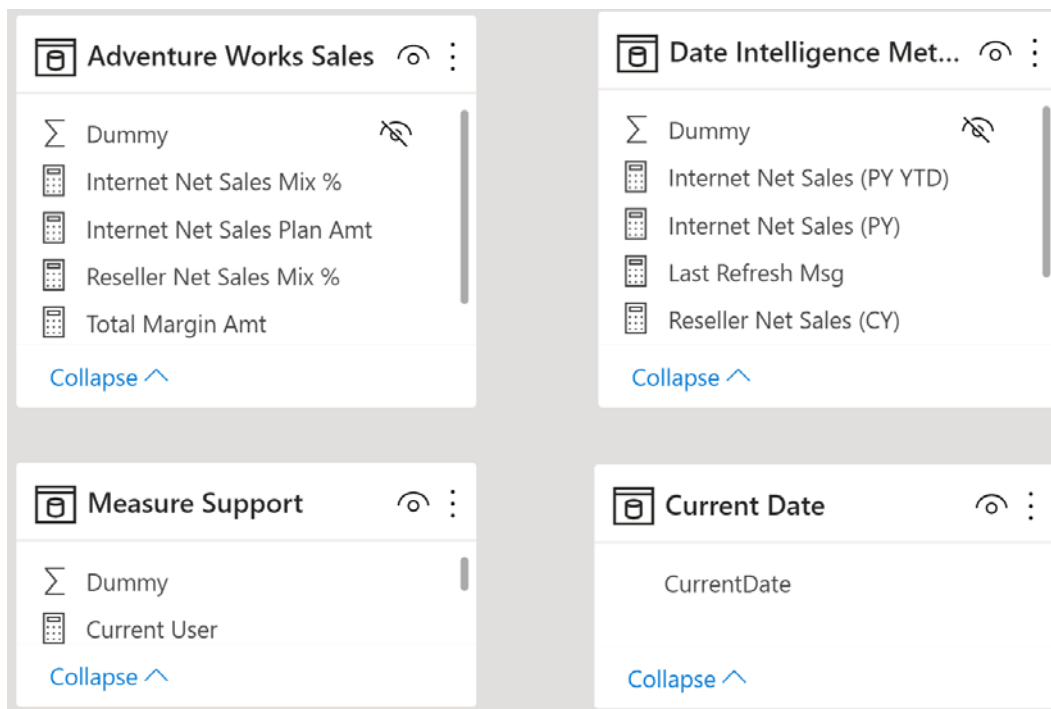 Adventure Works Sales
Dummy
Internet Net Sales Mix %
Internet Net Sales Plan Amt
Reseller Net Sales Mix %
Total Margin Amt
Collapse
Date Intelligence Met...
Dummy
Internet Net Sales (PY YTD)
Internet Net Sales (PY)
Last Refresh Msg
Reseller Net Sales (CY)
Collapse
Measure Support
Dummy
Current User
Collapse
Current Date
CurrentDate
Collapse